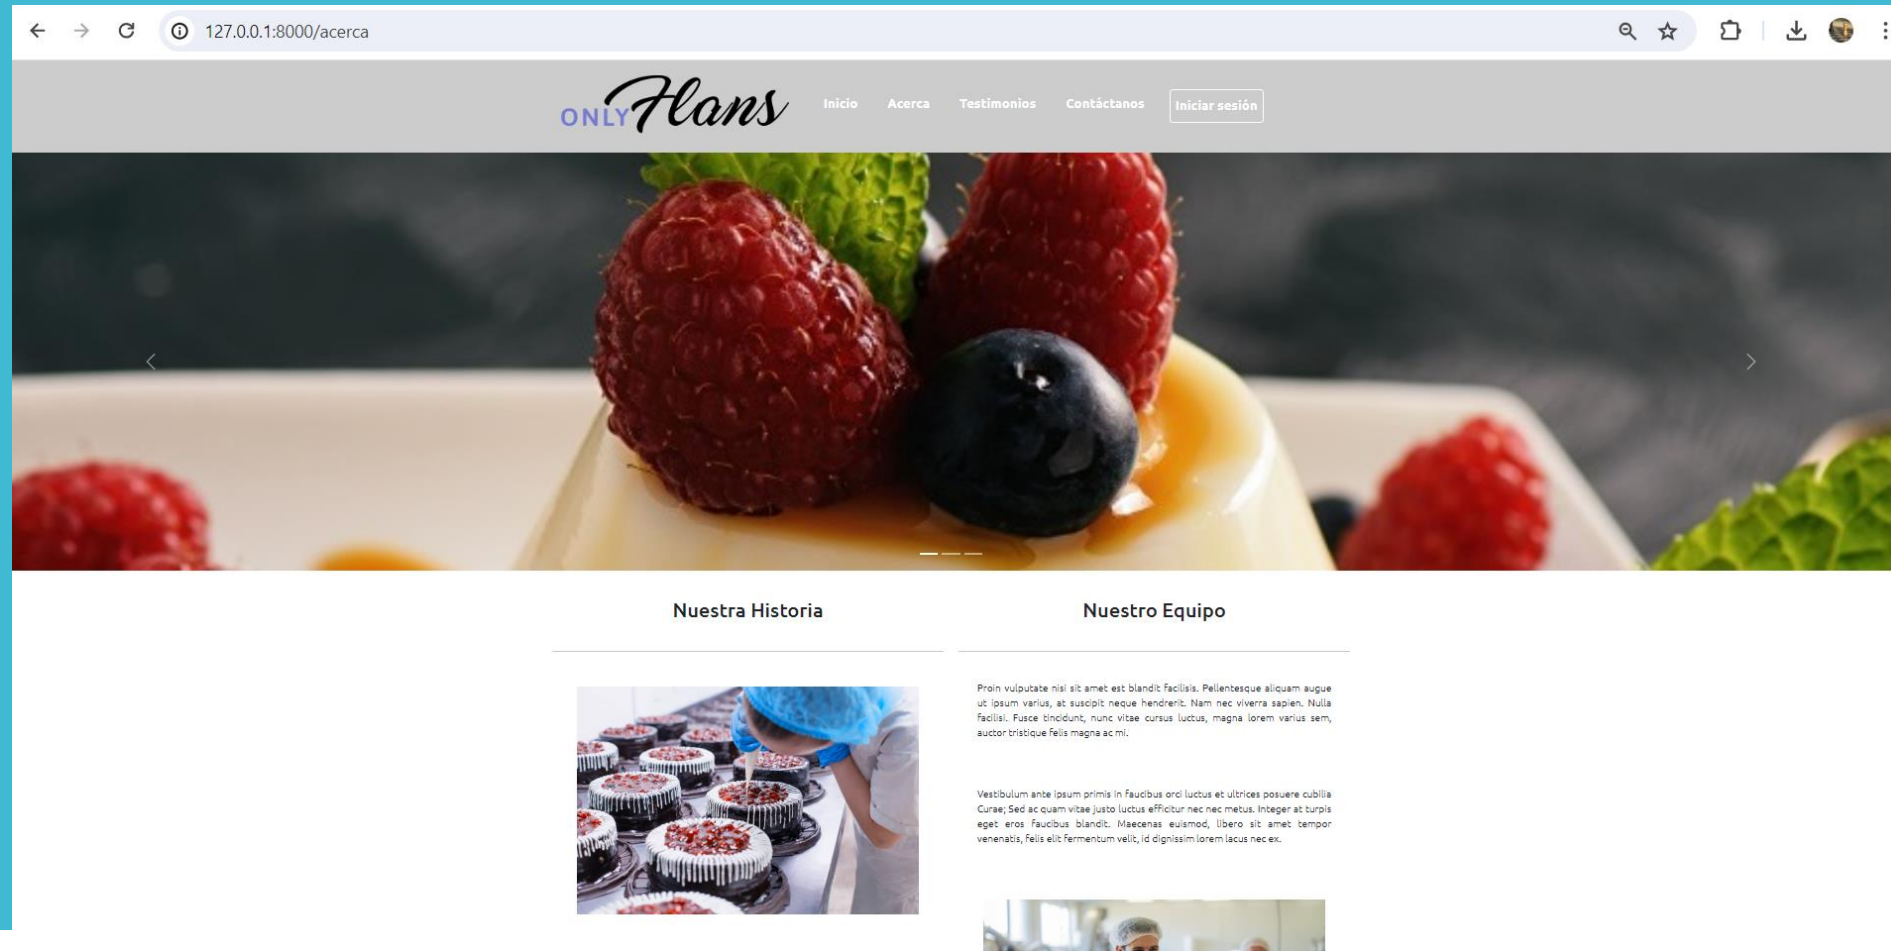 127.0.0.1:8000/acerca
ONLY Flans
Inicio
Acerca
Testimonios
Contáctanos
Iniciar sesión
Nuestra Historia
Nuestro Equipo
Proin vulputate nisi sit amet est blandit facilisis. Pellentesque aliquam augue
ut ipsum varius, at suscipit neque hendrerit. Nam nec viverra sapien. Nulla
facilisi. Fusce tincidunt, nunc vitae cursus luctus, magna lorem varius sem,
auctor tristique felis magna ac mi.
Vestibulum ante ipsum primis in faucibus orci luctus et ultrices posuere cubilia
Curae; Sed ac quam vitae justo luctus efficitur nec nec metus. Integer at turpis
eget eros faucibus blandit. Maecenas euismod, libero sit amet tempor
venenatis, felis elit fermentum velit, id dignissim lorem lacus nec ex.